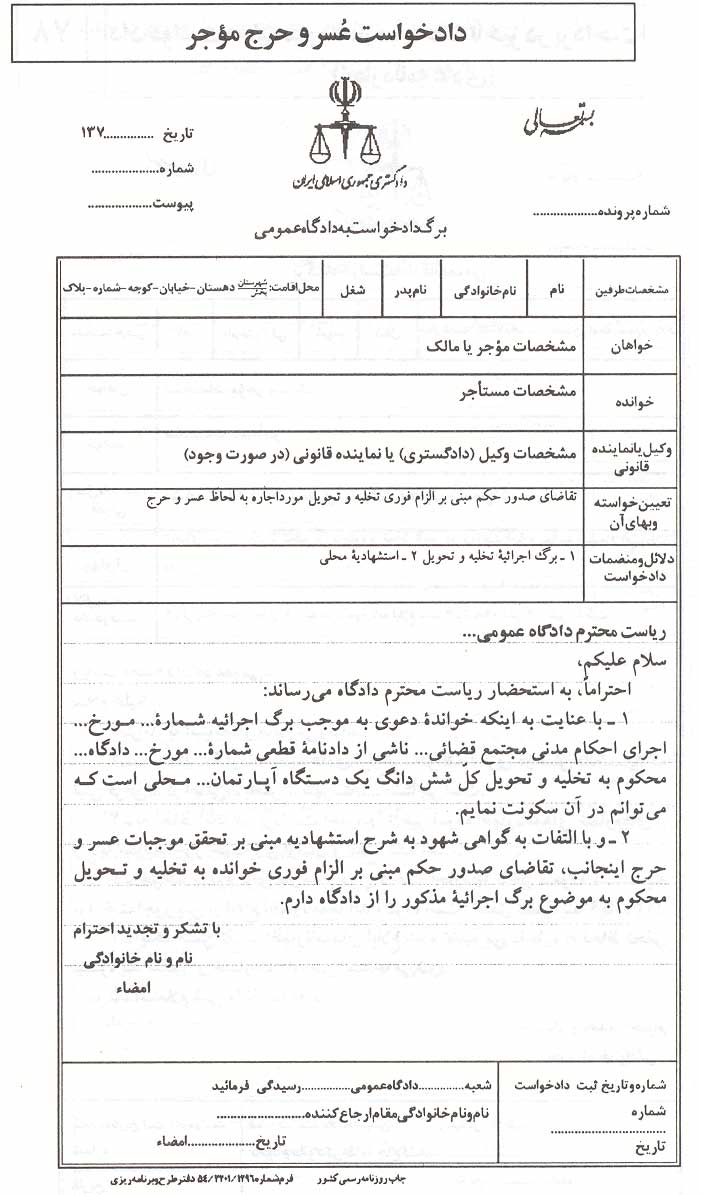 دادخواست عُسر و حرج مؤجر
بسمه تعالی
دادگستری جمهوری اسلامی ایران
تاریخ ..............۱۳۷
شماره....................
پیوست...................
شماره پرونده...................
برگ دادخواست به دادگاه عمومی
مشخصات طرفین | نام | نام خانوادگی | نام پدر | شغل | محل اقامت: شهرستان/بخش دهستان-خیابان-کوچه-شماره-پلاک
خواهان | مشخصات مؤجر یا مالک
خوانده | مشخصات مستأجر
وکیل یا نماینده قانونی | مشخصات وکیل (دادگستری) یا نماینده قانونی (در صورت وجود)
تعیین خواسته و بهای آن | تقاضای صدور حکم مبنی بر الزام فوری تخلیه و تحویل مورد اجاره به لحاظ عسر و حرج
دلائل و منضمات دادخواست | ۱ ـ برگ اجرائیهٔ تخلیه و تحویل ۲ ـ استشهادیهٔ محلی
ریاست محترم دادگاه عمومی...
سلام علیکم،
احتراماً، به استحضار ریاست محترم دادگاه می‌رساند:
۱ ـ با عنایت به اینکه خواندهٔ دعوی به موجب برگ اجرائیه شمارهٔ... مورخ...
اجرای احکام مدنی مجتمع قضائی... ناشی از دادنامهٔ قطعی شمارهٔ... مورخ... دادگاه...
محکوم به تخلیه و تحویل کلّ شش دانگ یک دستگاه آپارتمان... محلی است که
می‌توانم در آن سکونت نمایم.
۲ ـ و با التفات به گواهی شهود به شرح استشهادیه مبنی بر تحقق موجبات عسر و
حرج اینجانب، تقاضای صدور حکم مبنی بر الزام فوری خوانده به تخلیه و تحویل
محکوم به موضوع برگ اجرائیهٔ مذکور را از دادگاه دارم.
با تشکر و تجدید احترام
نام و نام خانوادگی
امضاء
شماره و تاریخ ثبت دادخواست
شماره
..............................
تاریخ
شعبه..............دادگاه عمومی...............رسیدگی فرمائید
نام و نام خانوادگی مقام ارجاع کننده..........................
تاریخ....................امضاء
چاپ روزنامه رسمی کشور
فرم شماره ۵۴/۲۲۰۱/۱۲۹۶ دفتر طرح و برنامه ریزی